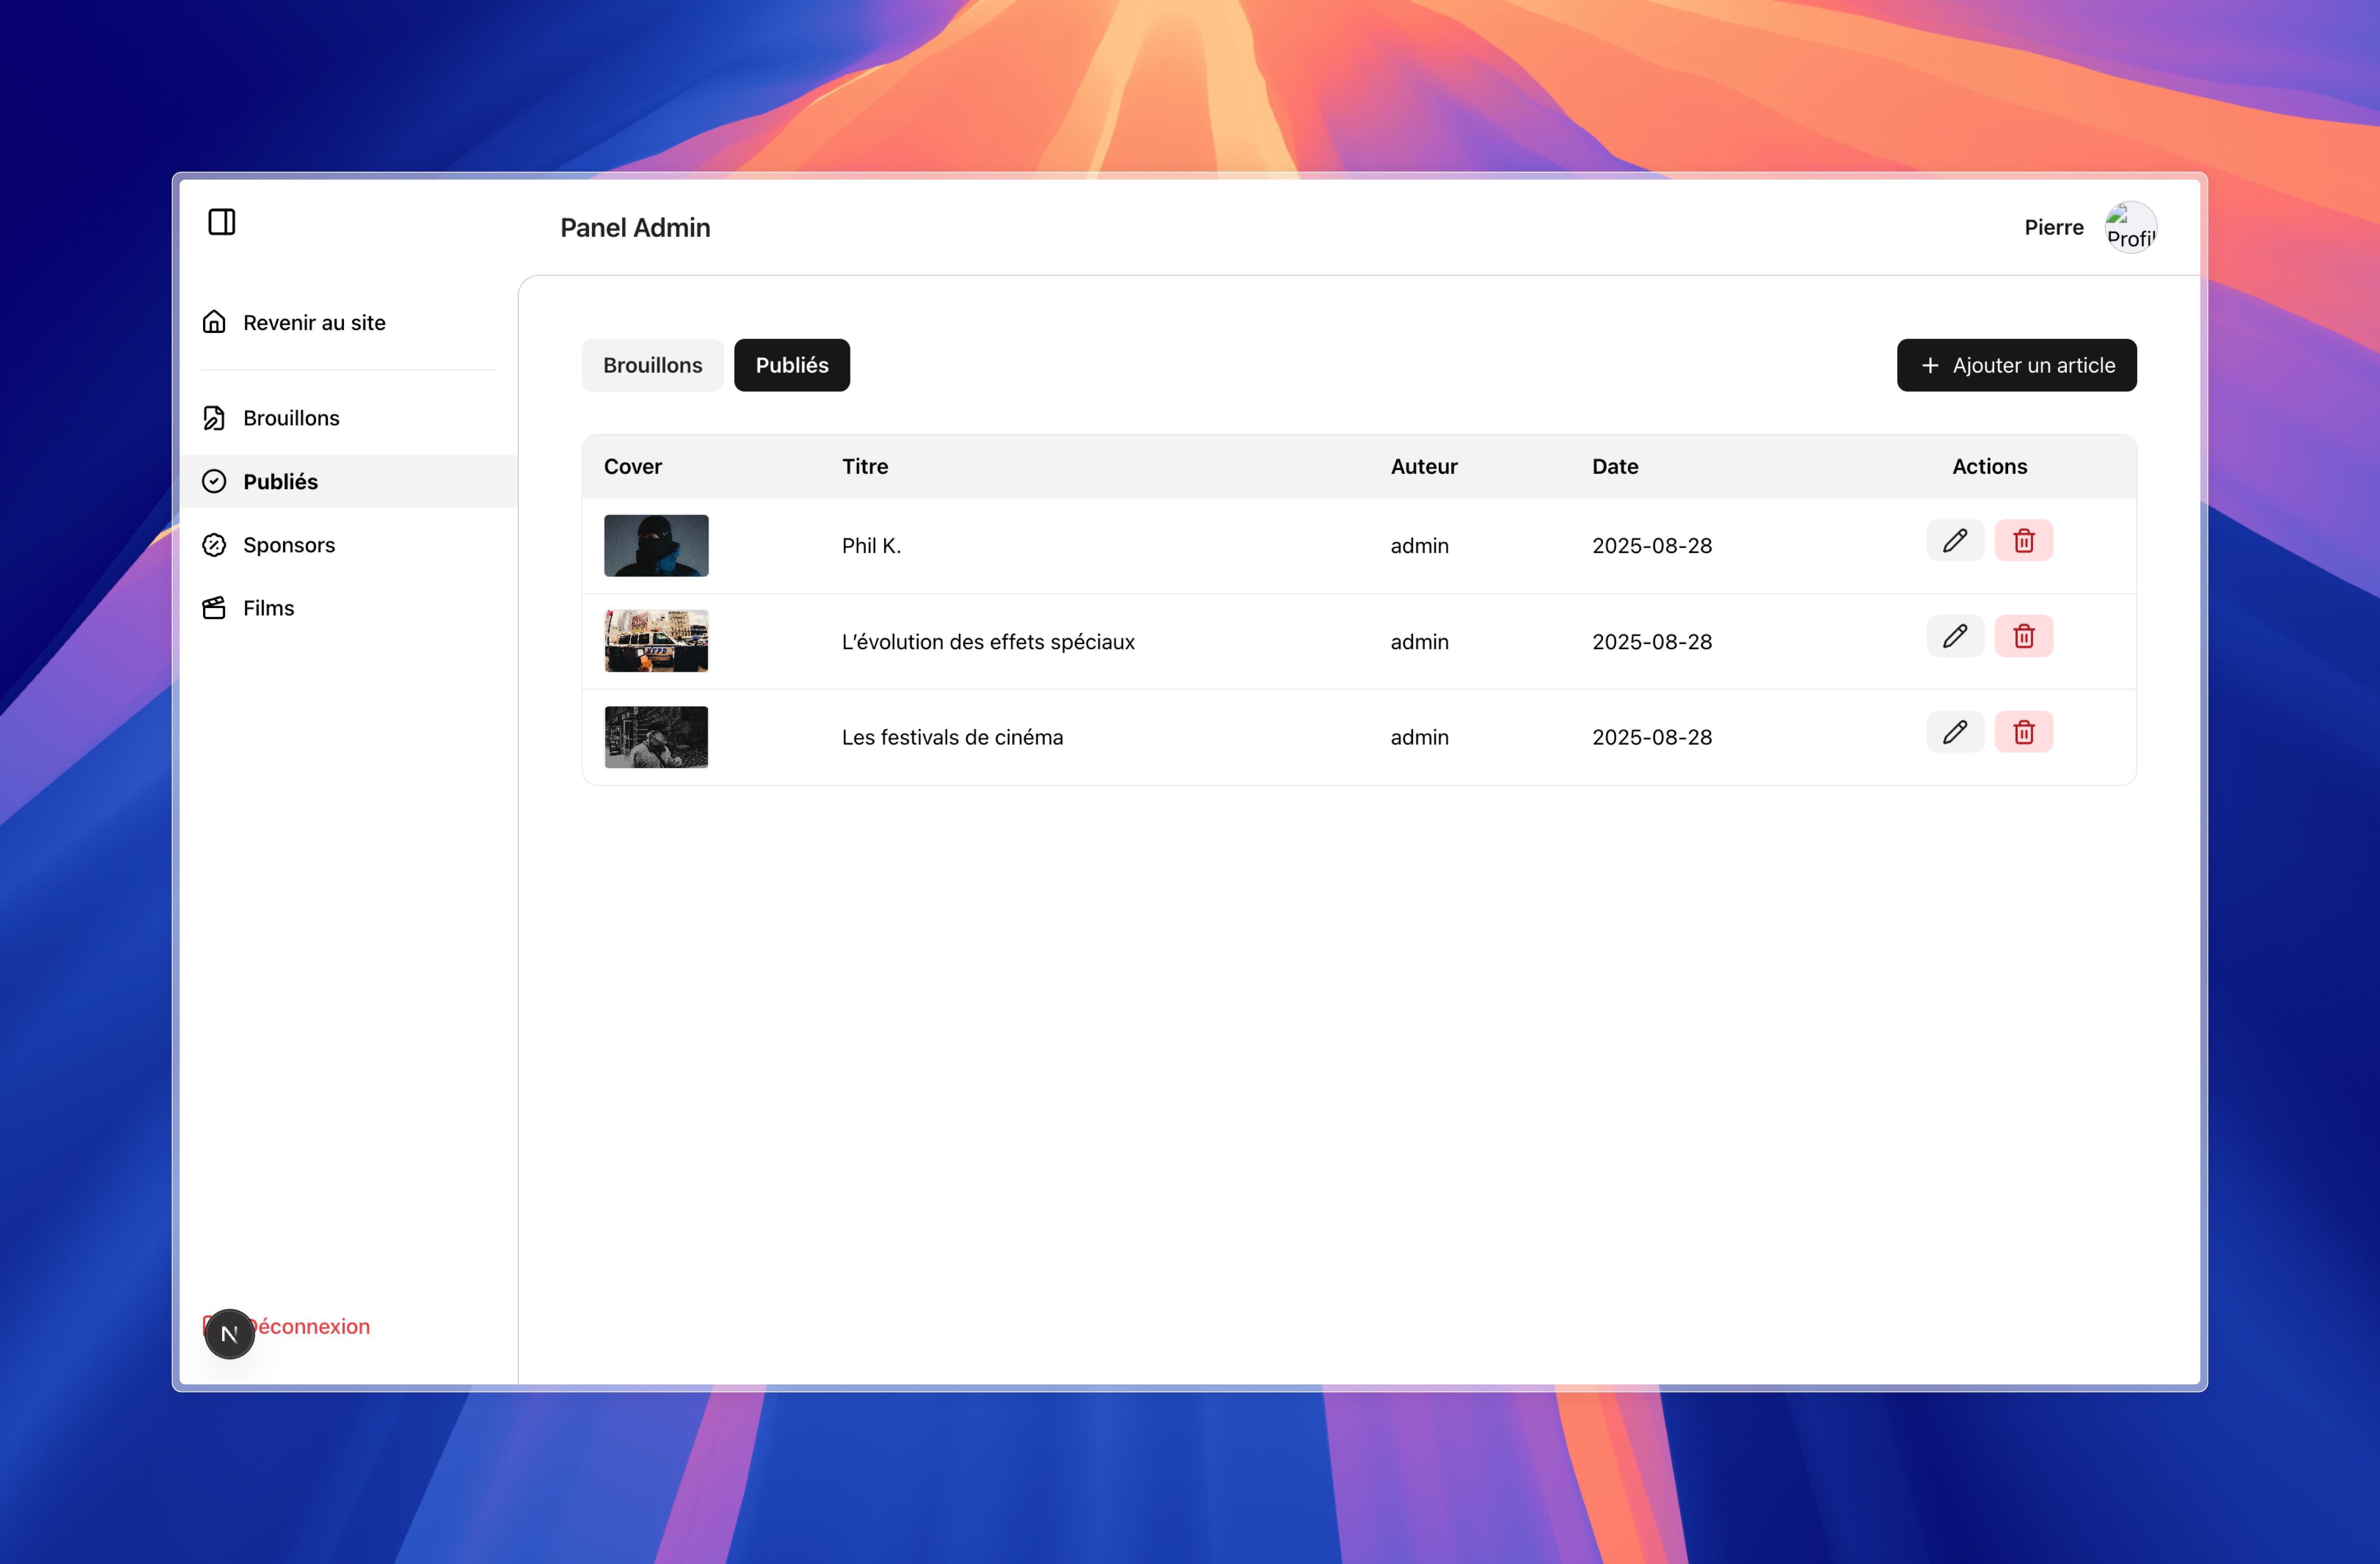 Panel Admin
Pierre
Profil
Revenir au site
Brouillons
Publiés
Sponsors
Films
Déconnexion
N
Brouillons Publiés
+ Ajouter un article
Cover Titre Auteur Date Actions
Phil K. admin 2025-08-28
NYPD
L’évolution des effets spéciaux admin 2025-08-28
Les festivals de cinéma admin 2025-08-28